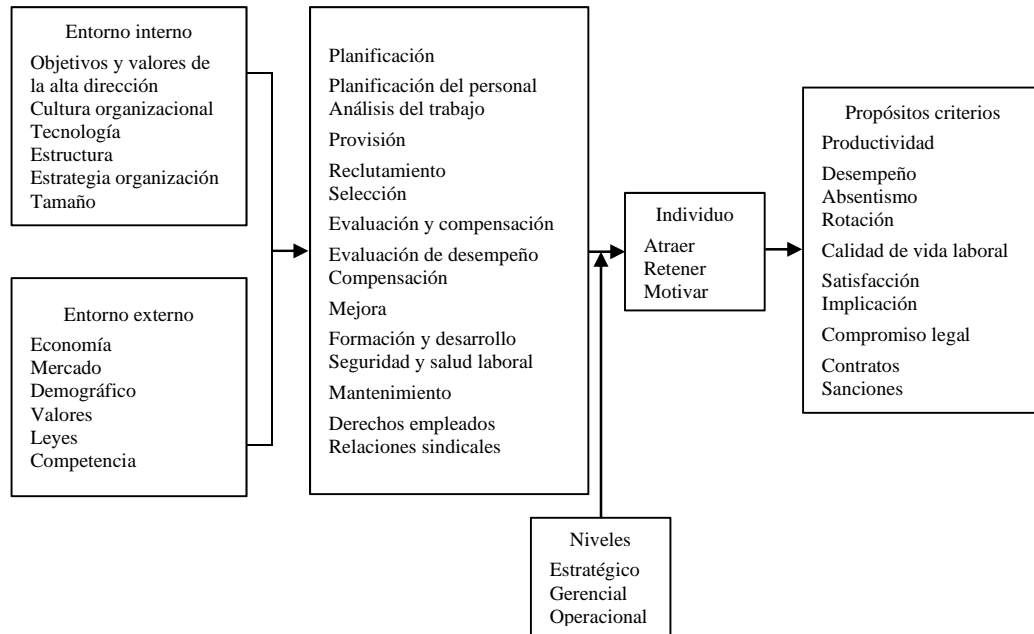 Entorno interno
Objetivos y valores de
la alta dirección
Cultura organizacional
Tecnología
Estructura
Estrategia organización
Tamaño
Entorno externo
Economía
Mercado
Demográfico
Valores
Leyes
Competencia
Planificación
Planificación del personal
Análisis del trabajo
Provisión
Reclutamiento
Selección
Evaluación y compensación
Evaluación de desempeño
Compensación
Mejora
Formación y desarrollo
Seguridad y salud laboral
Mantenimiento
Derechos empleados
Relaciones sindicales
Niveles
Estratégico
Gerencial
Operacional
Individuo
Atraer
Retener
Motivar
Propósitos criterios
Productividad
Desempeño
Absentismo
Rotación
Calidad de vida laboral
Satisfacción
Implicación
Compromiso legal
Contratos
Sanciones